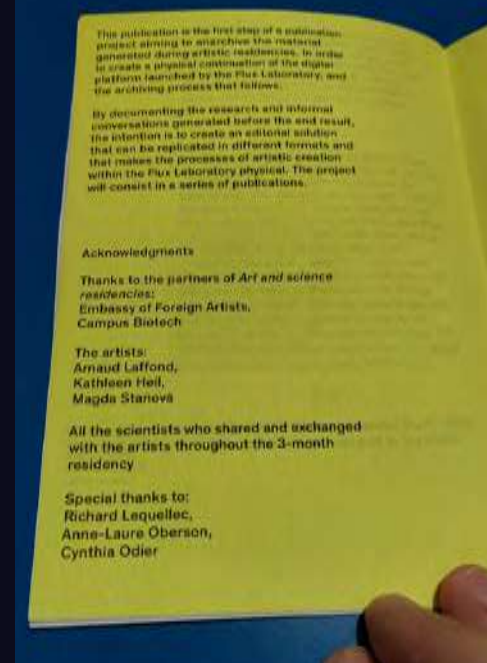 This publication is the first step of a publication
project aiming to anarchive the material
generated during artistic residencies, in order
to create a physical continuation of the digital
platform launched by the Flux Laboratory, and
the archiving process that follows.
By documenting the research and informal
conversations generated before the end result,
the intention is to create an editorial solution
that can be replicated in different formats and
that makes the processes of artistic creation
within the Flux Laboratory physical. The project
will consist in a series of publications.
Acknowledgments
Thanks to the partners of Art and science
residencies:
Embassy of Foreign Artists,
Campus Biotech
The artists:
Arnaud Laffond,
Kathleen Heil,
Magda Stanová
All the scientists who shared and exchanged
with the artists throughout the 3-month
residency
Special thanks to:
Richard Lequellec,
Anne-Laure Oberson,
Cynthia Odier